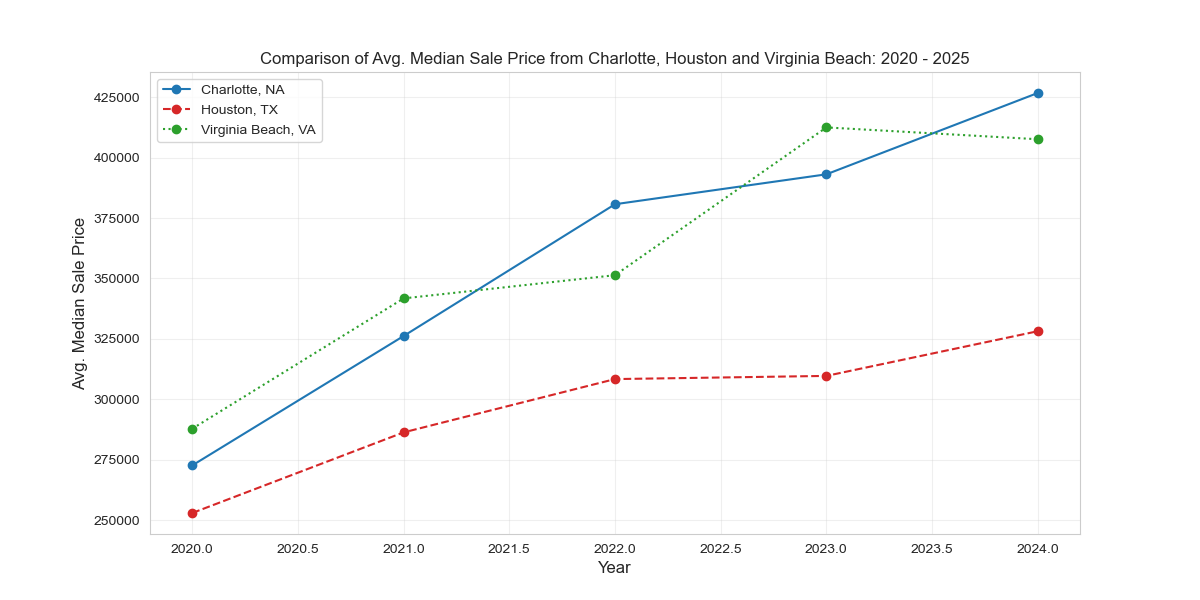 Comparison of Avg. Median Sale Price from Charlotte, Houston and Virginia Beach: 2020 - 2025
Charlotte, NA
Houston, TX
Virginia Beach, VA
Avg. Median Sale Price
425000
400000
375000
350000
325000
300000
275000
250000
2020.0 2020.5 2021.0 2021.5 2022.0 2022.5 2023.0 2023.5 2024.0
Year